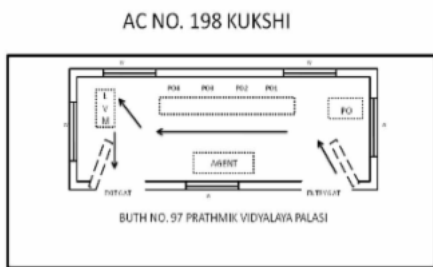 AC NO. 198 KUKSHI
PO4 PO3 PO2 PO1
PO
AGENT
BUTH NO. 97 PRATHMIK VIDYALAYA PALASI